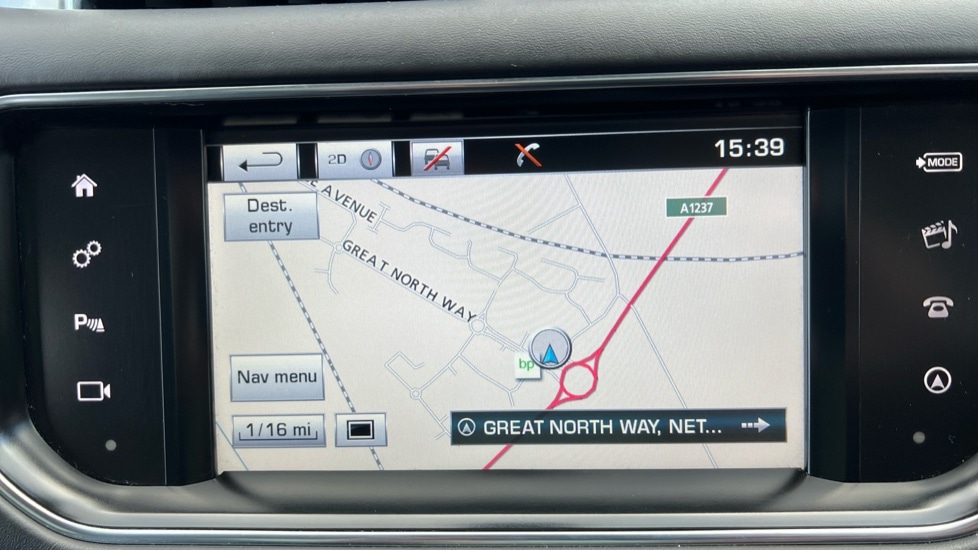 2D
15:39
MODE
AVENUE
Dest.
entry
A1237
GREAT NORTH WAY
P
bp
Nav menu
1/16 mi
GREAT NORTH WAY, NET...